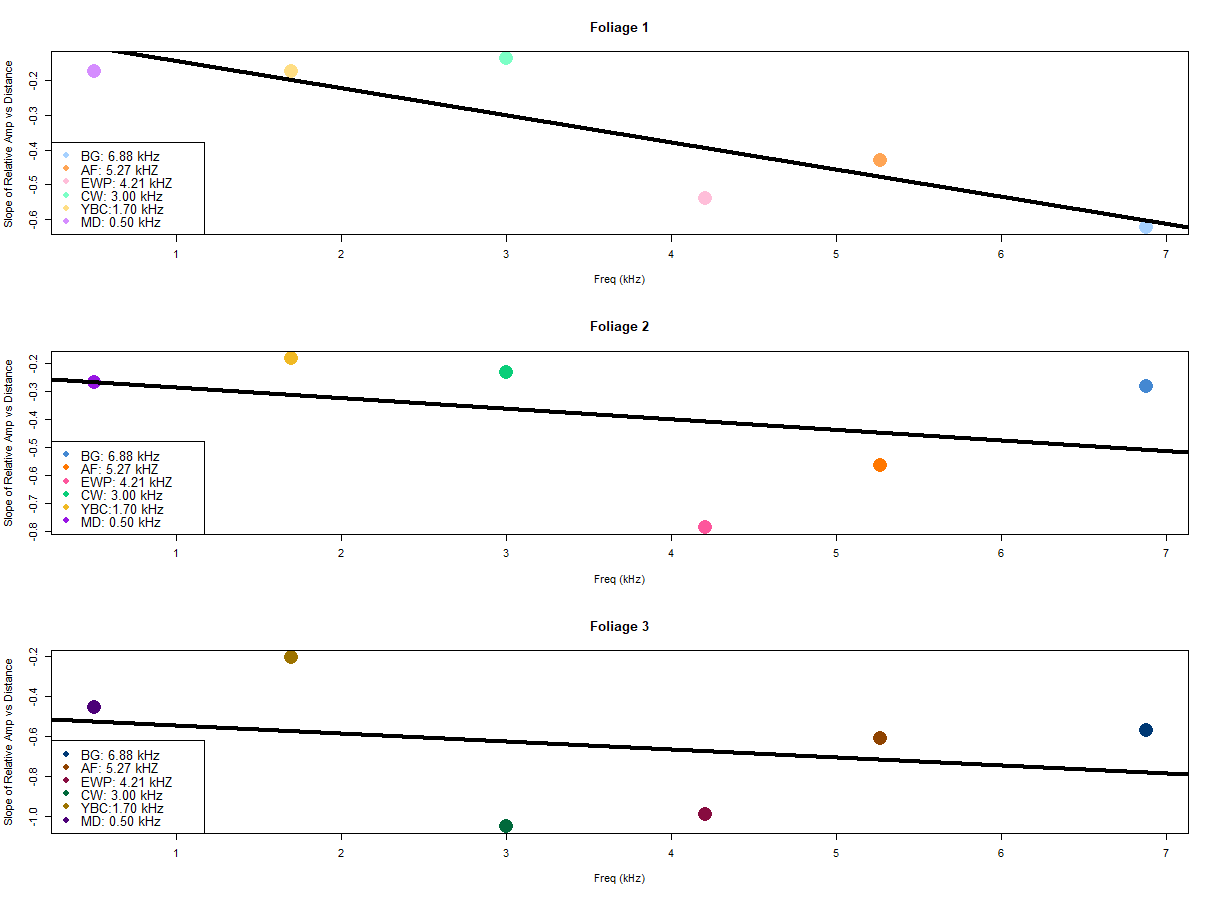 Foliage 1
Slope of Relative Amp vs Distance
-0.2
-0.3
-0.4
-0.5
-0.6
BG: 6.88 kHz
AF: 5.27 kHZ
EWP: 4.21 kHZ
CW: 3.00 kHz
YBC:1.70 kHz
MD: 0.50 kHz
1 2 3 4 5 6 7
Freq (kHz)
Foliage 2
Slope of Relative Amp vs Distance
-0.2
-0.3
-0.4
-0.5
-0.6
-0.7
-0.8
BG: 6.88 kHz
AF: 5.27 kHZ
EWP: 4.21 kHZ
CW: 3.00 kHz
YBC:1.70 kHz
MD: 0.50 kHz
1 2 3 4 5 6 7
Freq (kHz)
Foliage 3
Slope of Relative Amp vs Distance
-0.2
-0.4
-0.6
-0.8
-1.0
BG: 6.88 kHz
AF: 5.27 kHZ
EWP: 4.21 kHZ
CW: 3.00 kHz
YBC:1.70 kHz
MD: 0.50 kHz
1 2 3 4 5 6 7
Freq (kHz)